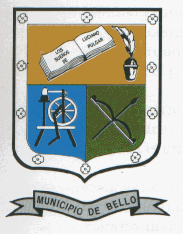 LOS
SUEÑOS
DE
LUCIANO
PULGAR
MUNICIPIO DE BELLO